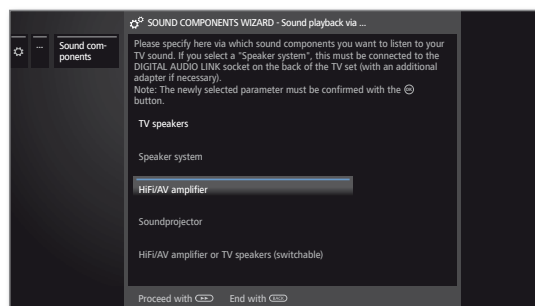 SOUND COMPONENTS WIZARD - Sound playback via ...
...
Sound com-
ponents
Please specify here via which sound components you want to listen to your
TV sound. If you select a "Speaker system", this must be connected to the
DIGITAL AUDIO LINK socket on the back of the TV set (with an additional
adapter if necessary).
Note: The newly selected parameter must be confirmed with the OK
button.
TV speakers
Speaker system
HiFi/AV amplifier
Soundprojector
HiFi/AV amplifier or TV speakers (switchable)
Proceed with End with BACK